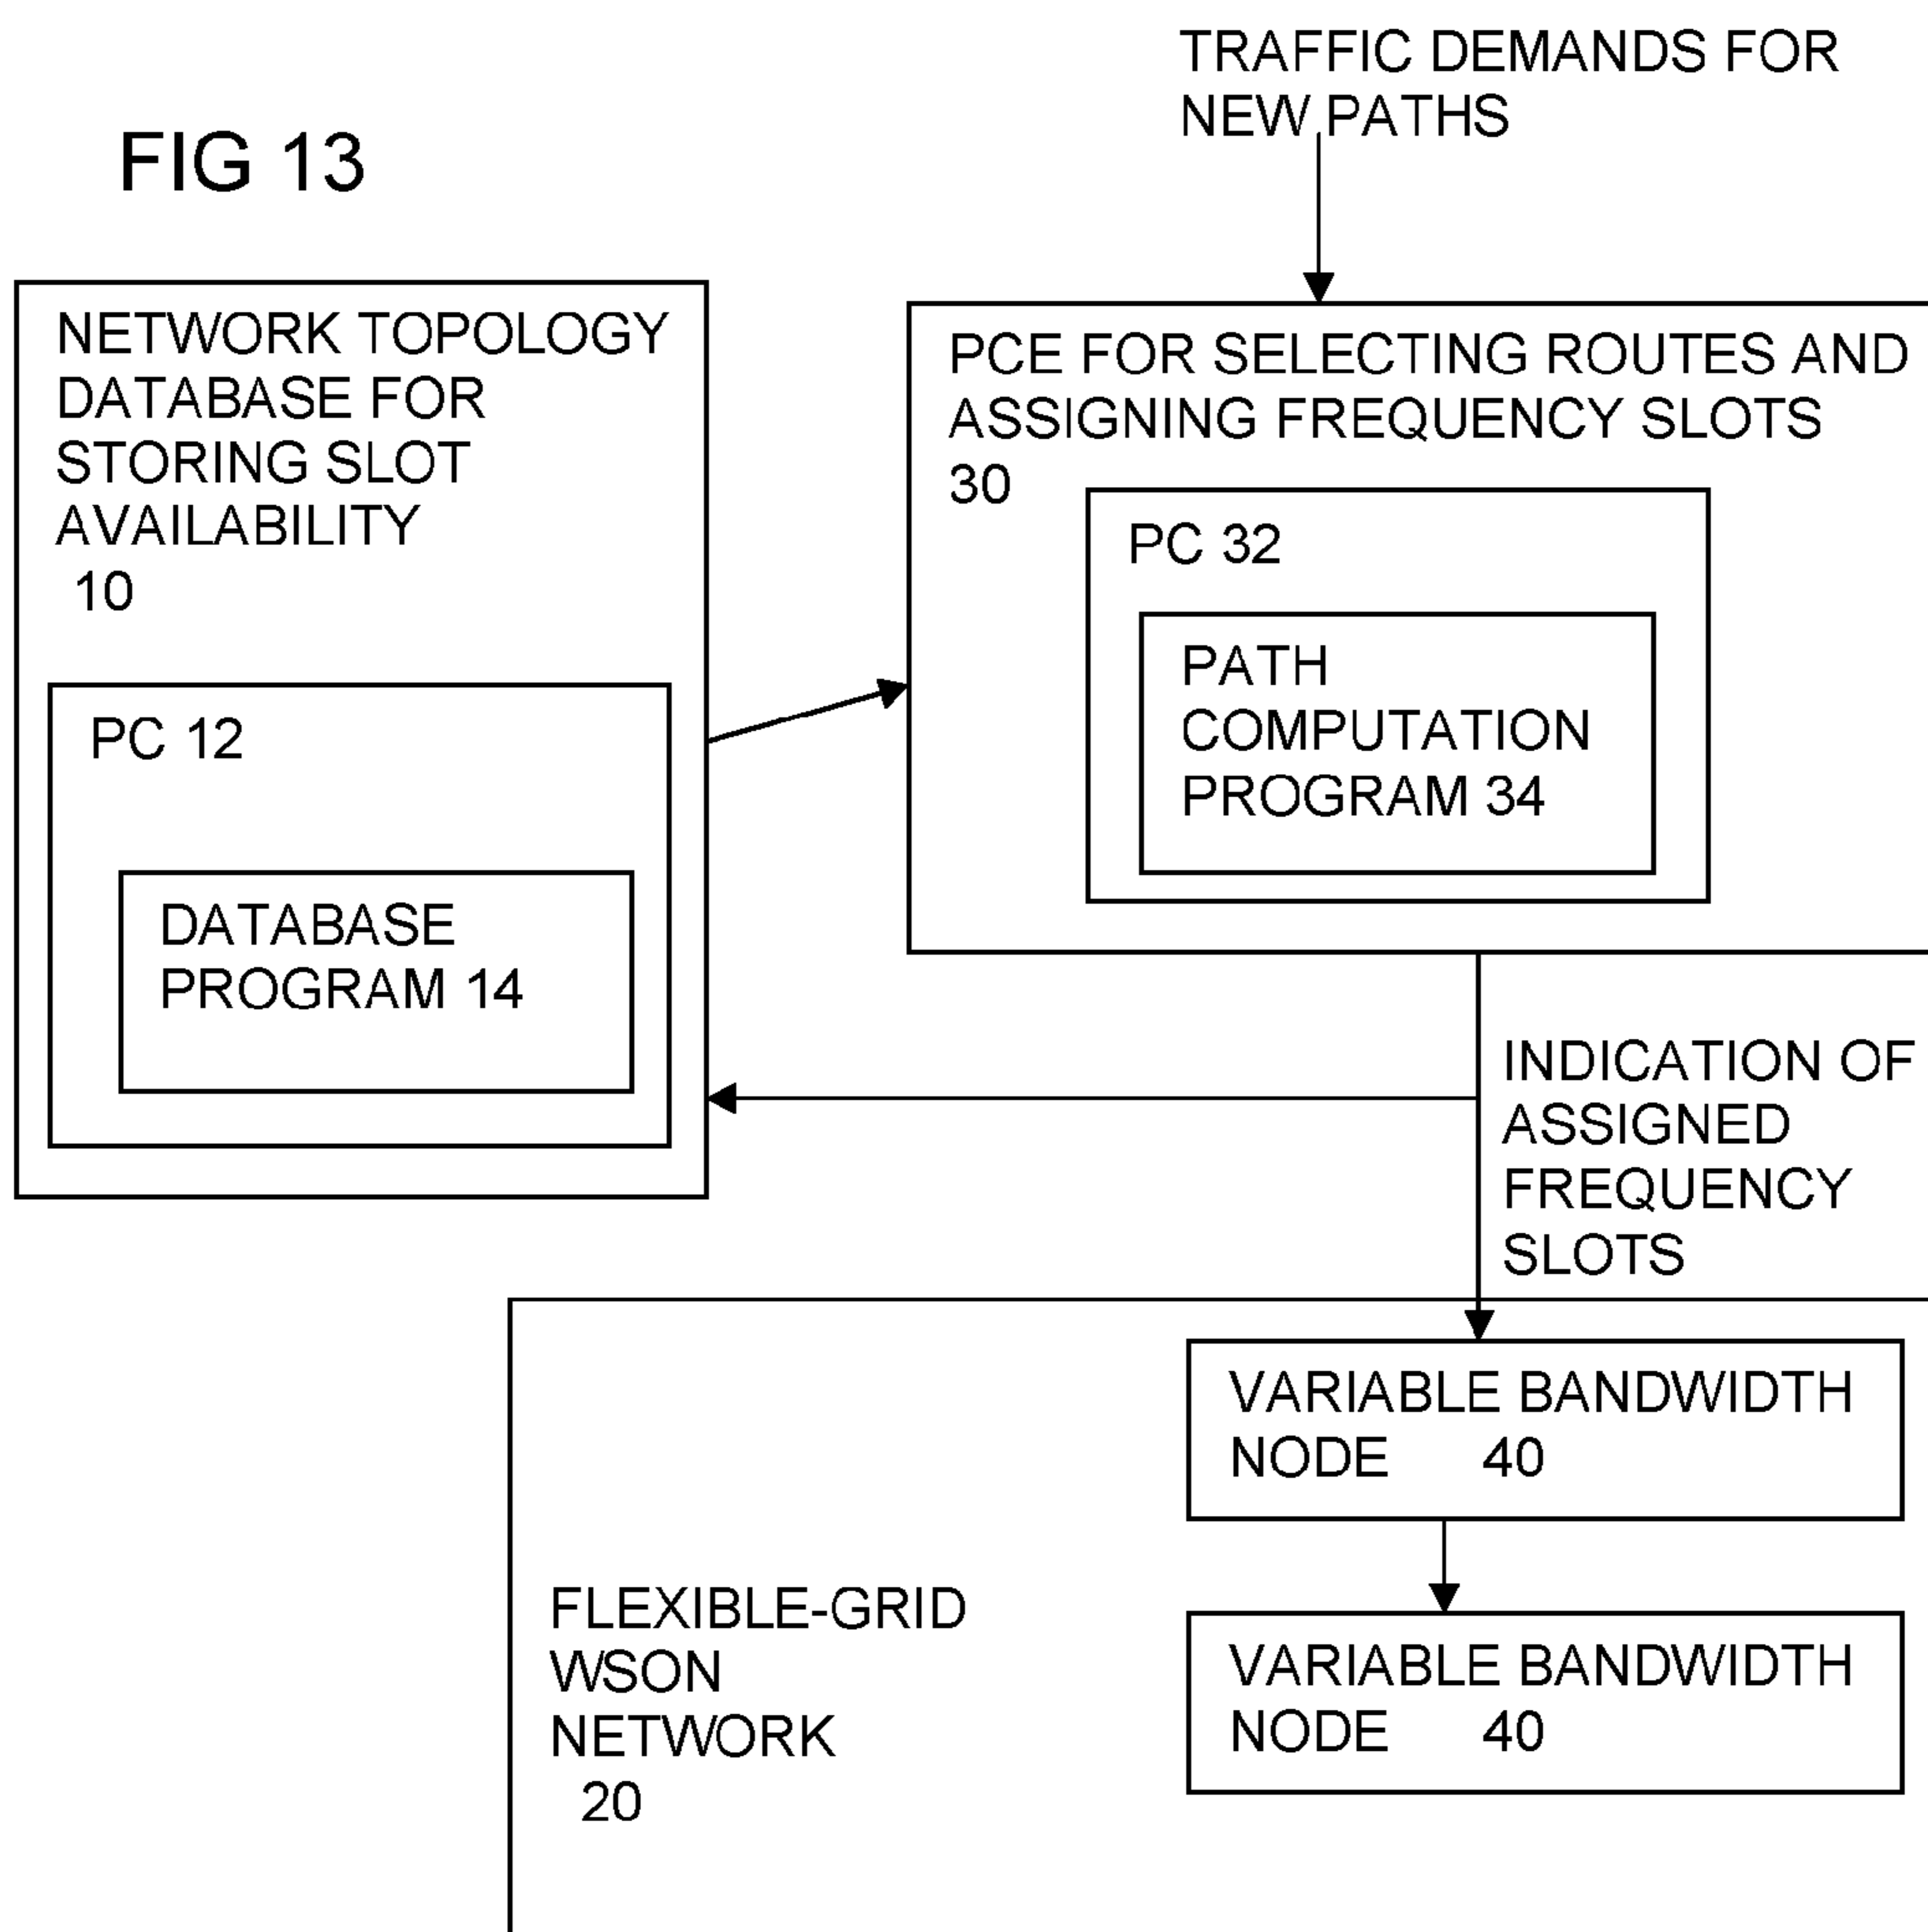 TRAFFIC DEMANDS FOR
NEW PATHS
FIG 13
NETWORK TOPOLOGY
DATABASE FOR
STORING SLOT
AVAILABILITY
10
PC 12
DATABASE
PROGRAM 14
PCE FOR SELECTING ROUTES AND
ASSIGNING FREQUENCY SLOTS
30
PC 32
PATH
COMPUTATION
PROGRAM 34
INDICATION OF
ASSIGNED
FREQUENCY
SLOTS
VARIABLE BANDWIDTH
NODE 40
FLEXIBLE-GRID
WSON
NETWORK
20
VARIABLE BANDWIDTH
NODE 40